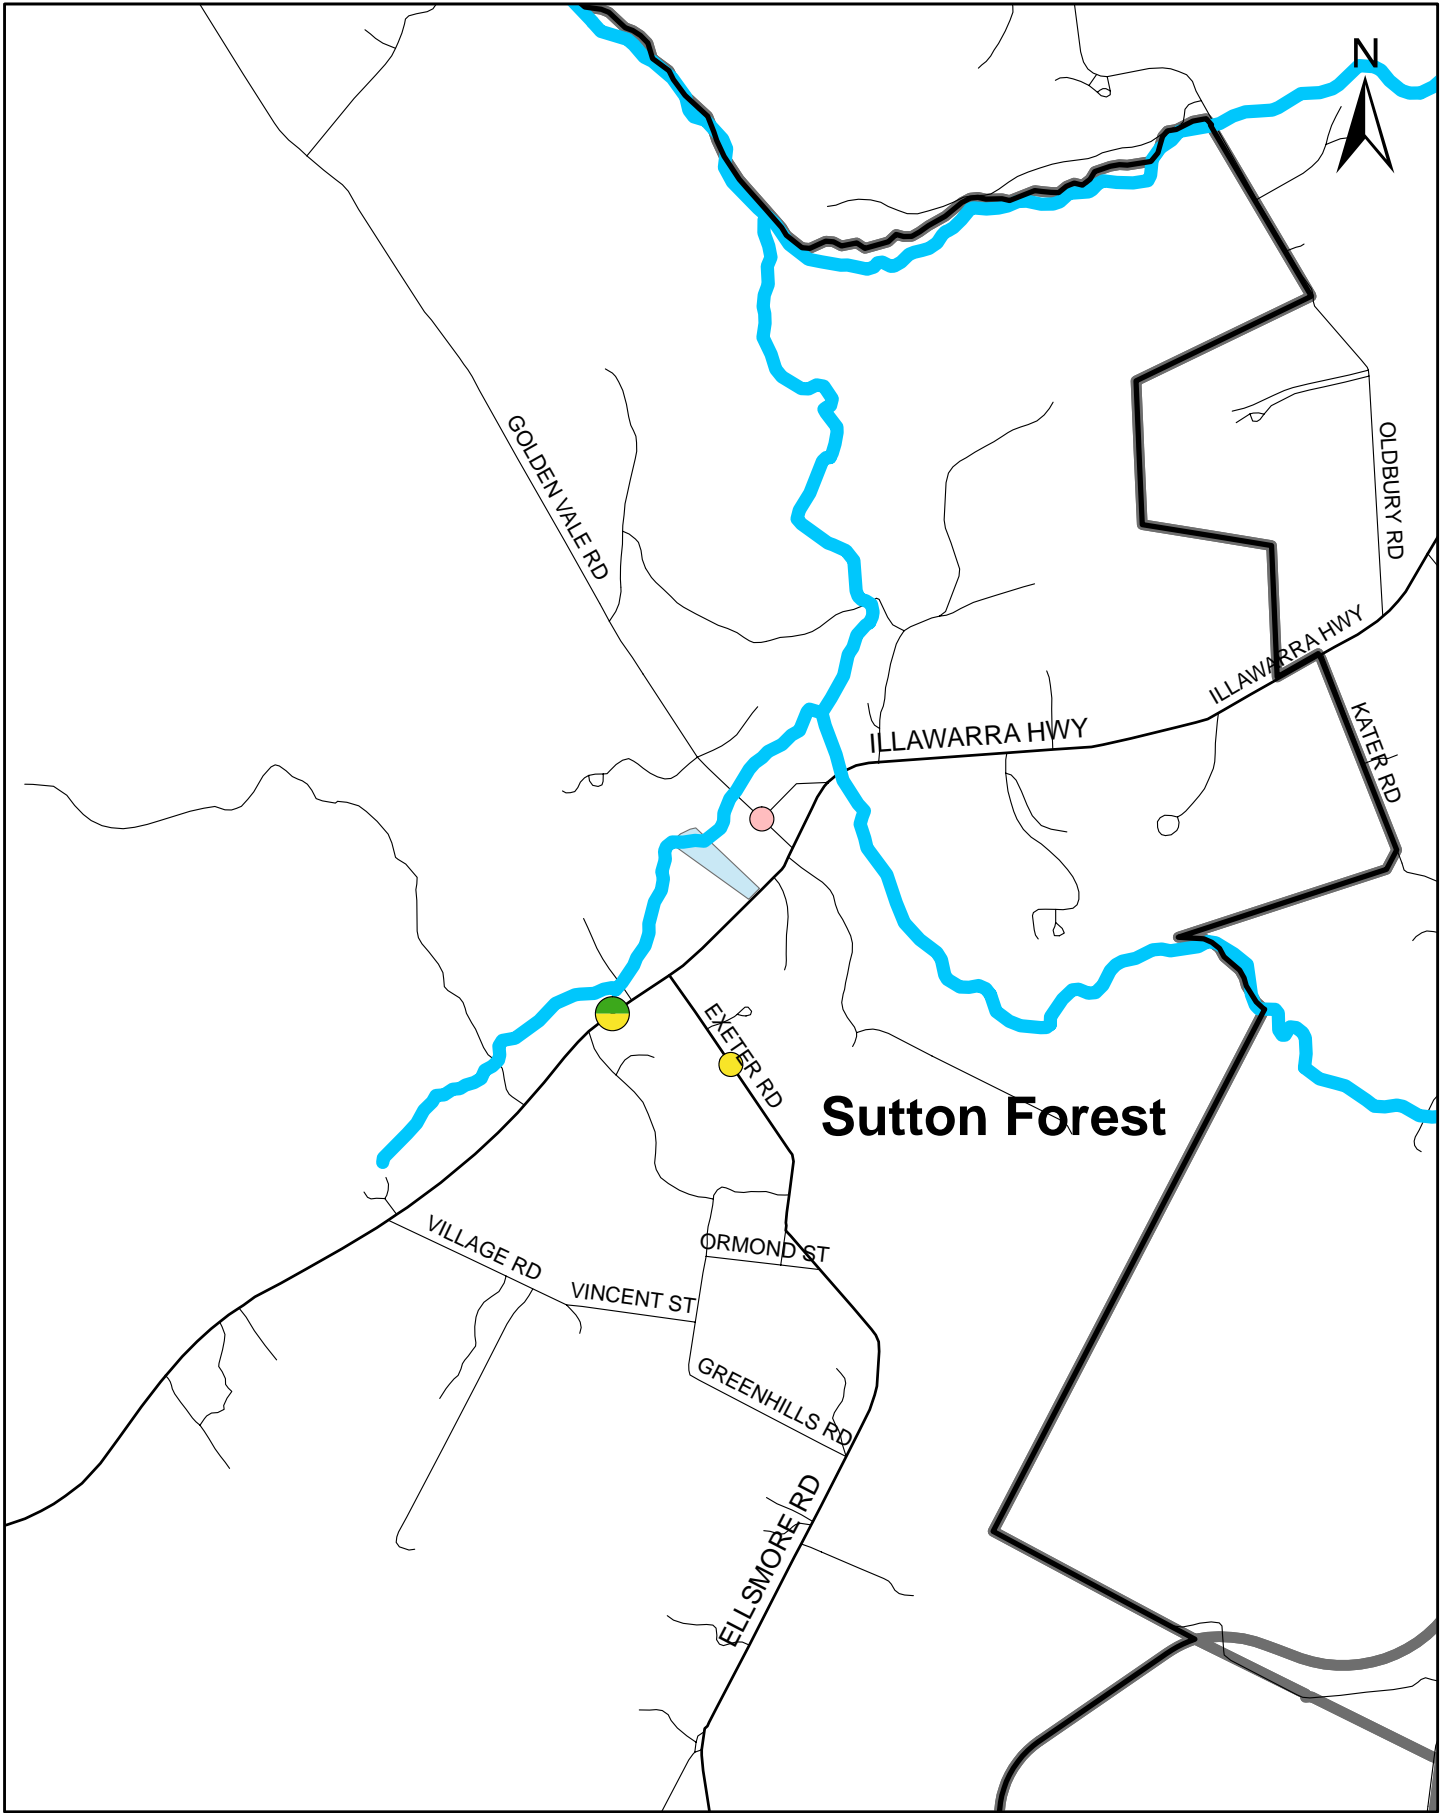 N
GOLDEN VALE RD
OLDBURY RD
ILLAWARRA HWY
ILLAWARRA HWY
KATER RD
EXETER RD
Sutton Forest
VILLAGE RD
ORMOND ST
VINCENT ST
GREENHILLS RD
ELLSMORE RD